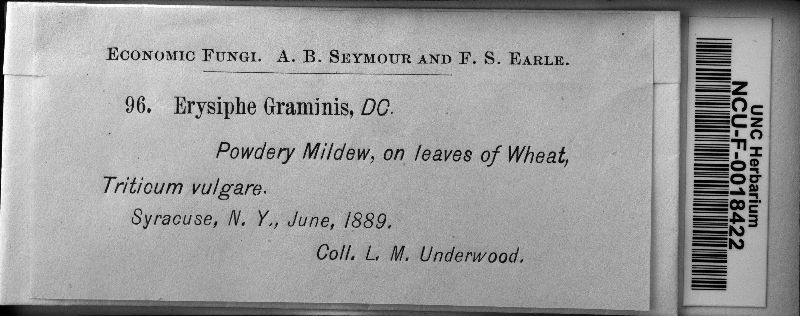 ECONOMIC FUNGI. A. B. SEYMOUR AND F. S. EARLE.
96. Erysiphe Graminis, DC.
Powdery Mildew, on leaves of Wheat,
Triticum vulgare.
Syracuse, N. Y., June, 1889.
Coll. L. M. Underwood.
UNC Herbarium
NCU-F-0018422